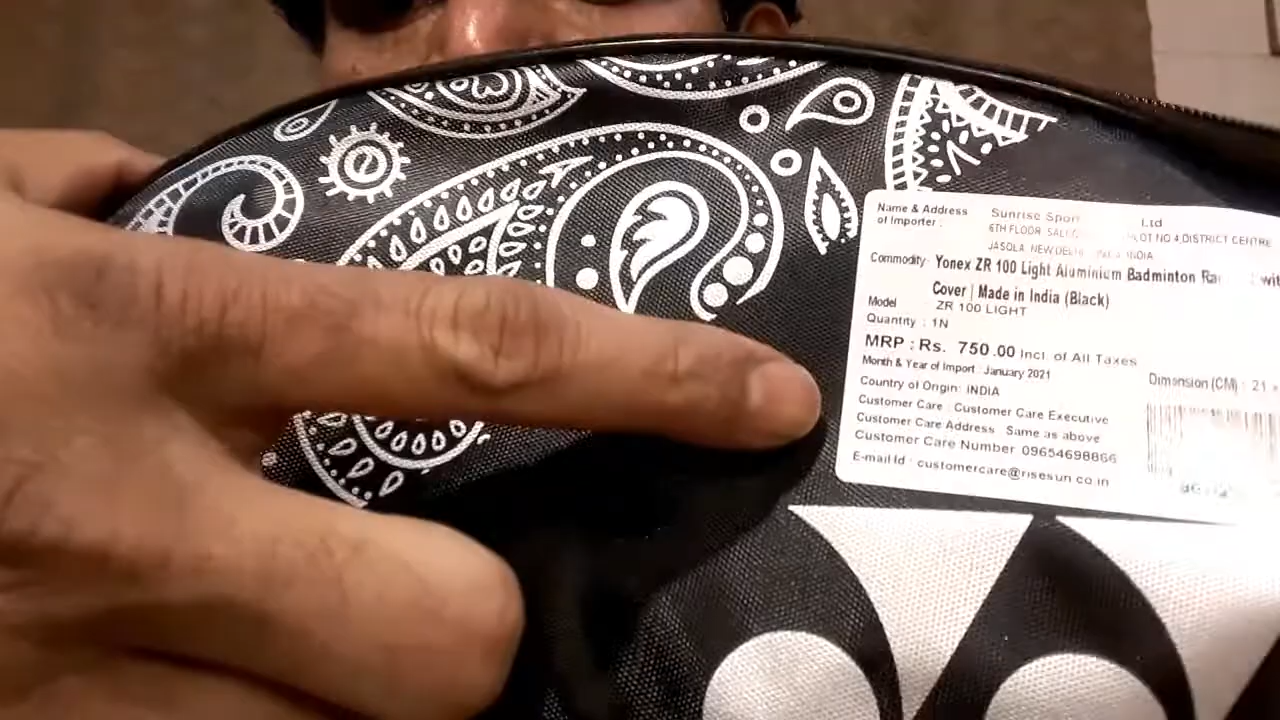 Name & Address
of Importer :
Sunrise Sport Ltd
6TH FLOOR NO 4,DISTRICT CENTRE
JASOLA, NEW DELHI INDIA
Commodity- Yonex ZR 100 Light Aluminium Badminton
Cover | Made in India (Black)
Model : ZR 100 LIGHT
Quantity : 1N
MRP : Rs. 750.00 Incl. of All Taxes
Month & Year of Import : January 2021
Country of Origin: INDIA
Dimension (CM) : 21
Customer Care : Customer Care Executive
Customer Care Address Same as above
Customer Care Number 09654698866
E-mail Id : customercare@risesun.co.in